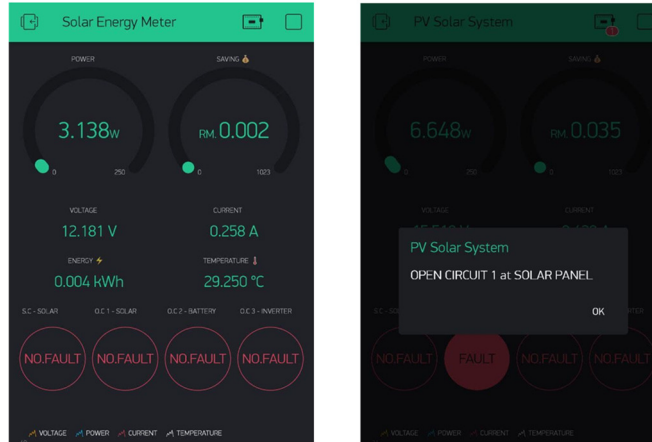 Solar Energy Meter
POWER
SAVING
3.138w
RM. 0.002
0
250
0
1023
VOLTAGE
CURRENT
12.181 V
0.258 A
ENERGY
TEMPERATURE
0.004 kWh
29.250 °C
S.C - SOLAR
O.C 1 - SOLAR
O.C 2 - BATTERY
O.C 3 - INVERTER
NO.FAULT
NO.FAULT
NO.FAULT
NO.FAULT
VOLTAGE
POWER
CURRENT
TEMPERATURE
PV Solar System
POWER
SAVING
6.648w
RM. 0.035
0
250
0
1023
VOLTAGE
CURRENT
PV Solar System
OPEN CIRCUIT 1 at SOLAR PANEL
OK
NO.FAULT
FAULT
NO.FAULT
NO.FAULT
VOLTAGE
POWER
CURRENT
TEMPERATURE